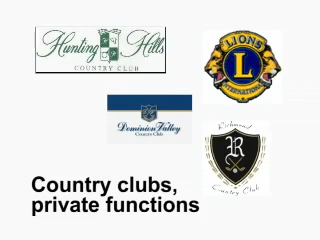 Hunting Hills
COUNTRY CLUB
LIONS
L
INTERNATIONAL
Dominion Valley
Country Club
Richmond
R
Country Club
Country clubs,
private functions